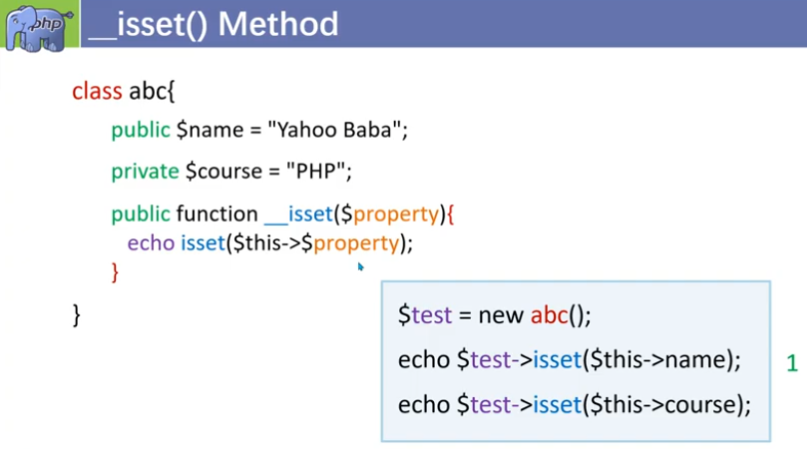 php
__isset() Method
class abc{
public $name = "Yahoo Baba";
private $course = "PHP";
public function __isset($property){
echo isset($this->$property);
}
}
$test = new abc();
echo $test->isset($this->name);
1
echo $test->isset($this->course);